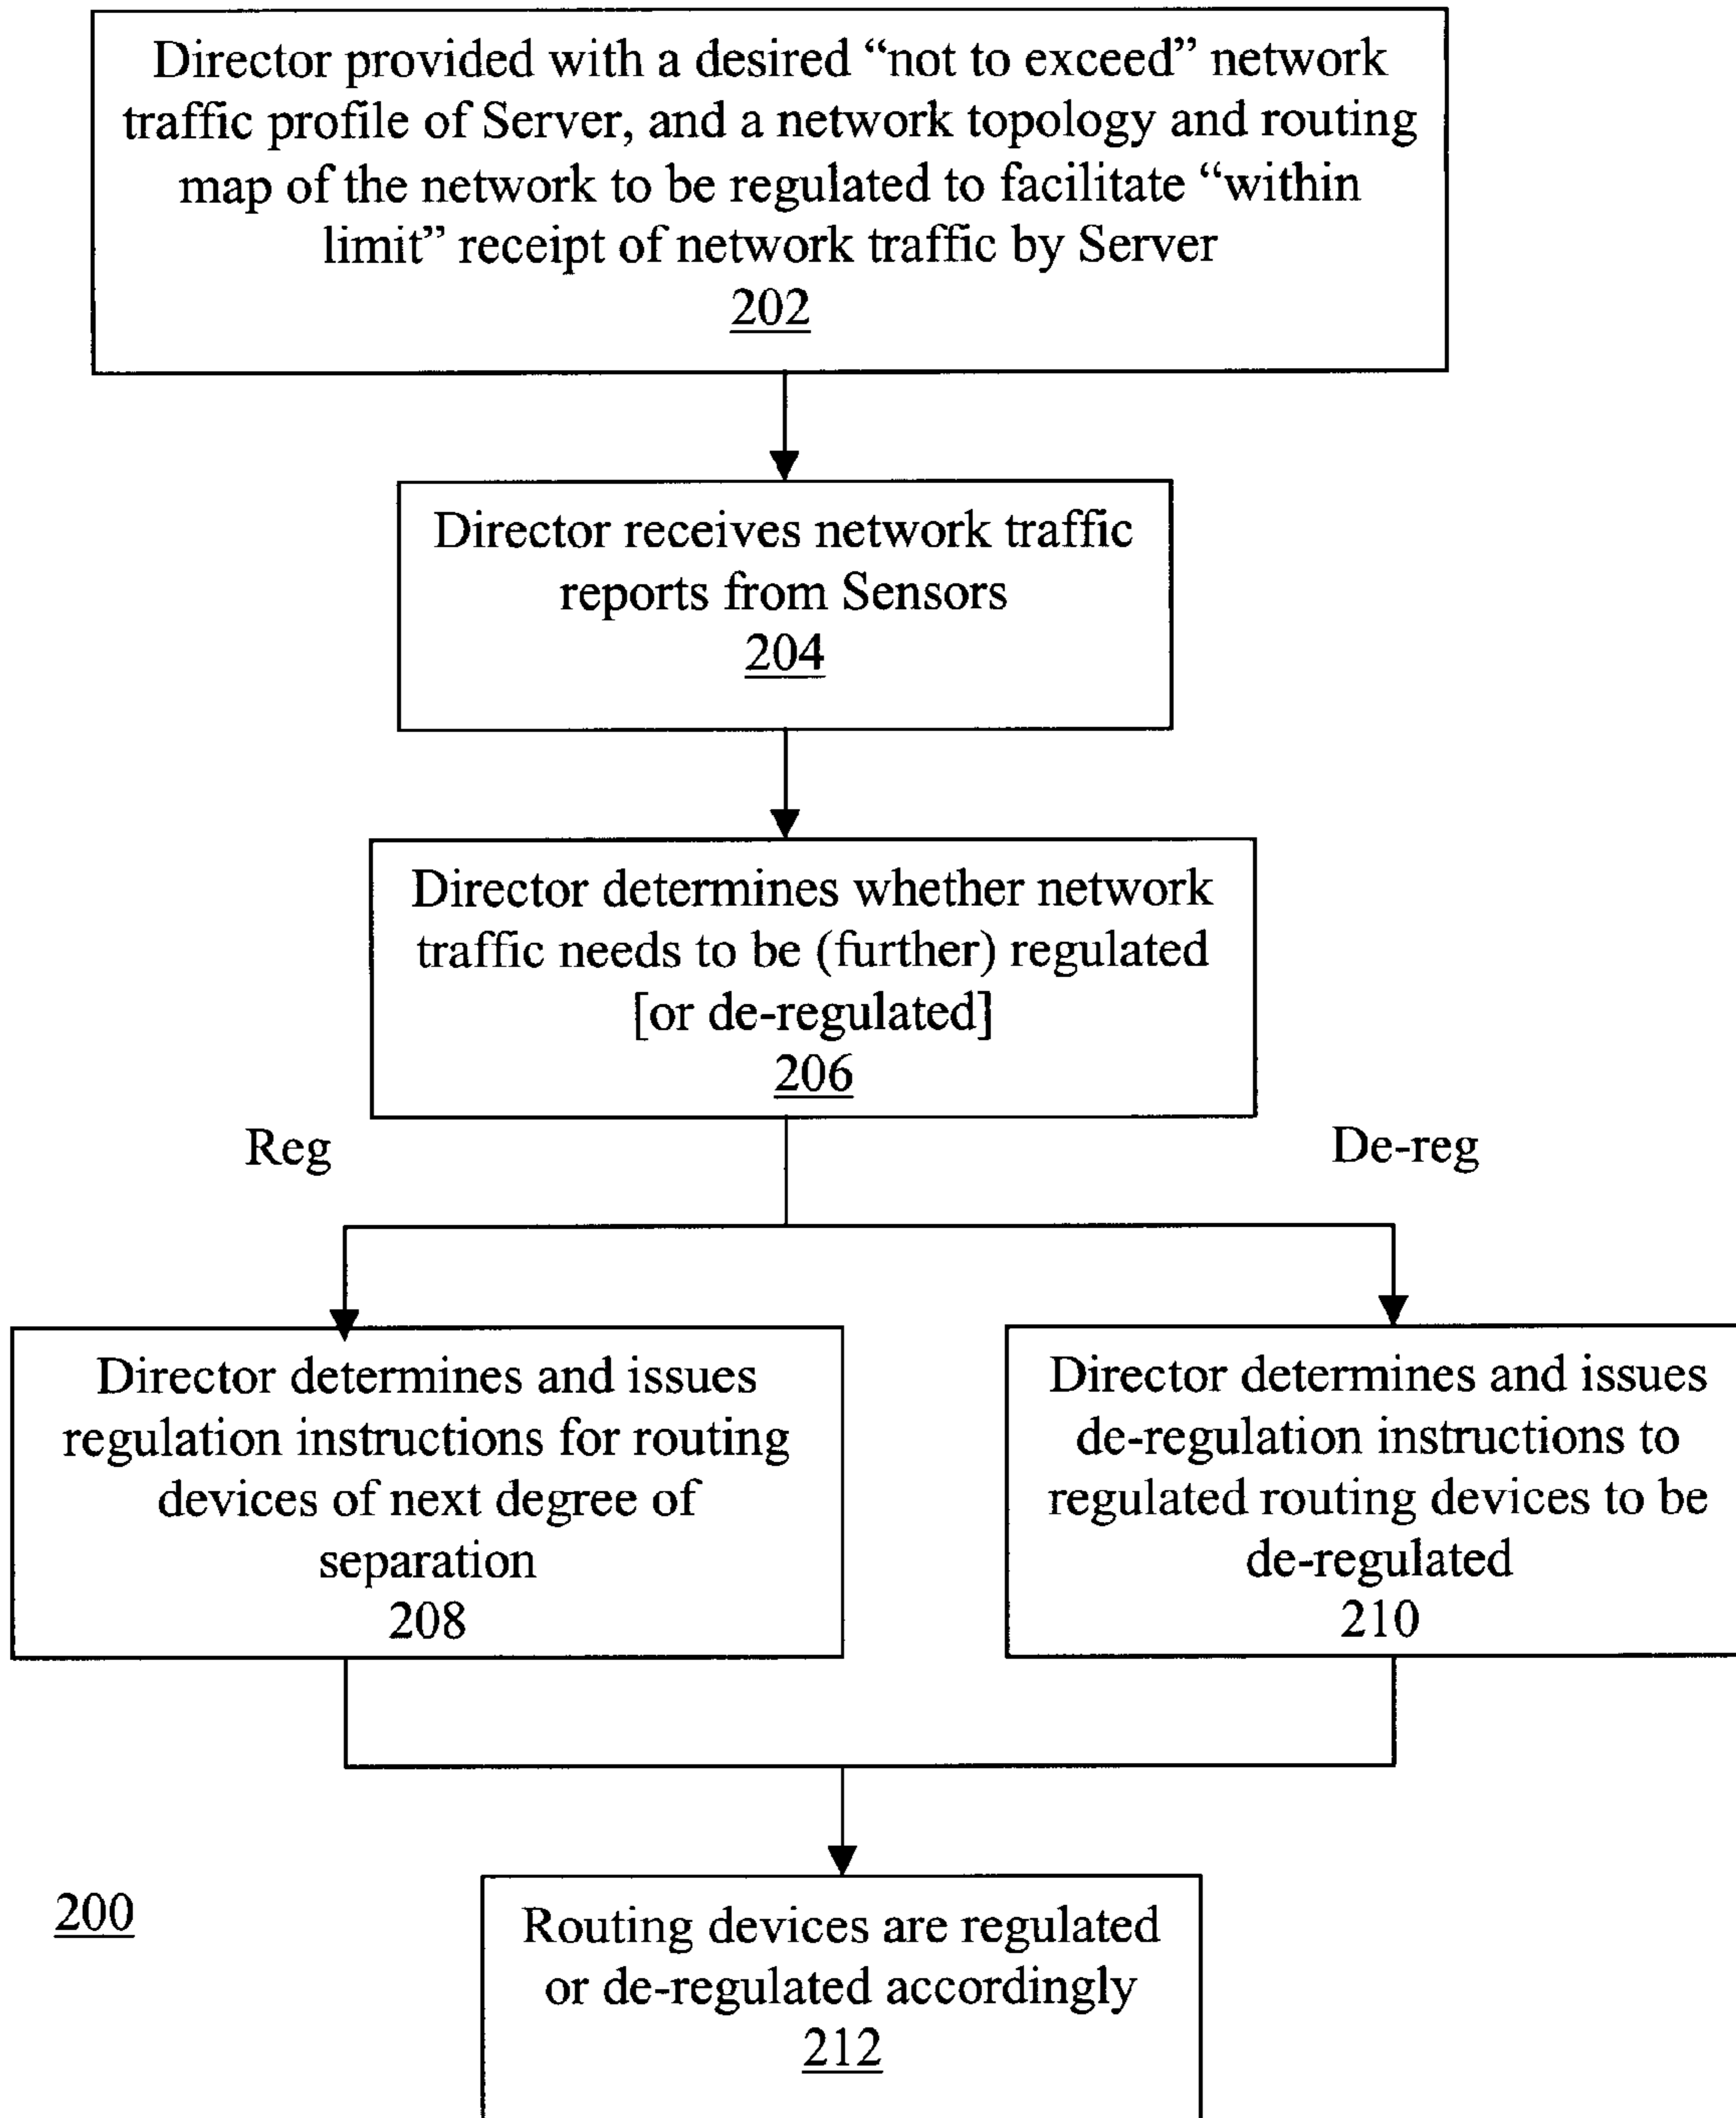 Director provided with a desired “not to exceed” network
traffic profile of Server, and a network topology and routing
map of the network to be regulated to facilitate “within
limit” receipt of network traffic by Server
202
Director receives network traffic
reports from Sensors
204
Director determines whether network
traffic needs to be (further) regulated
[or de-regulated]
206
Reg
De-reg
Director determines and issues
regulation instructions for routing
devices of next degree of
separation
208
Director determines and issues
de-regulation instructions to
regulated routing devices to be
de-regulated
210
200
Routing devices are regulated
or de-regulated accordingly
212